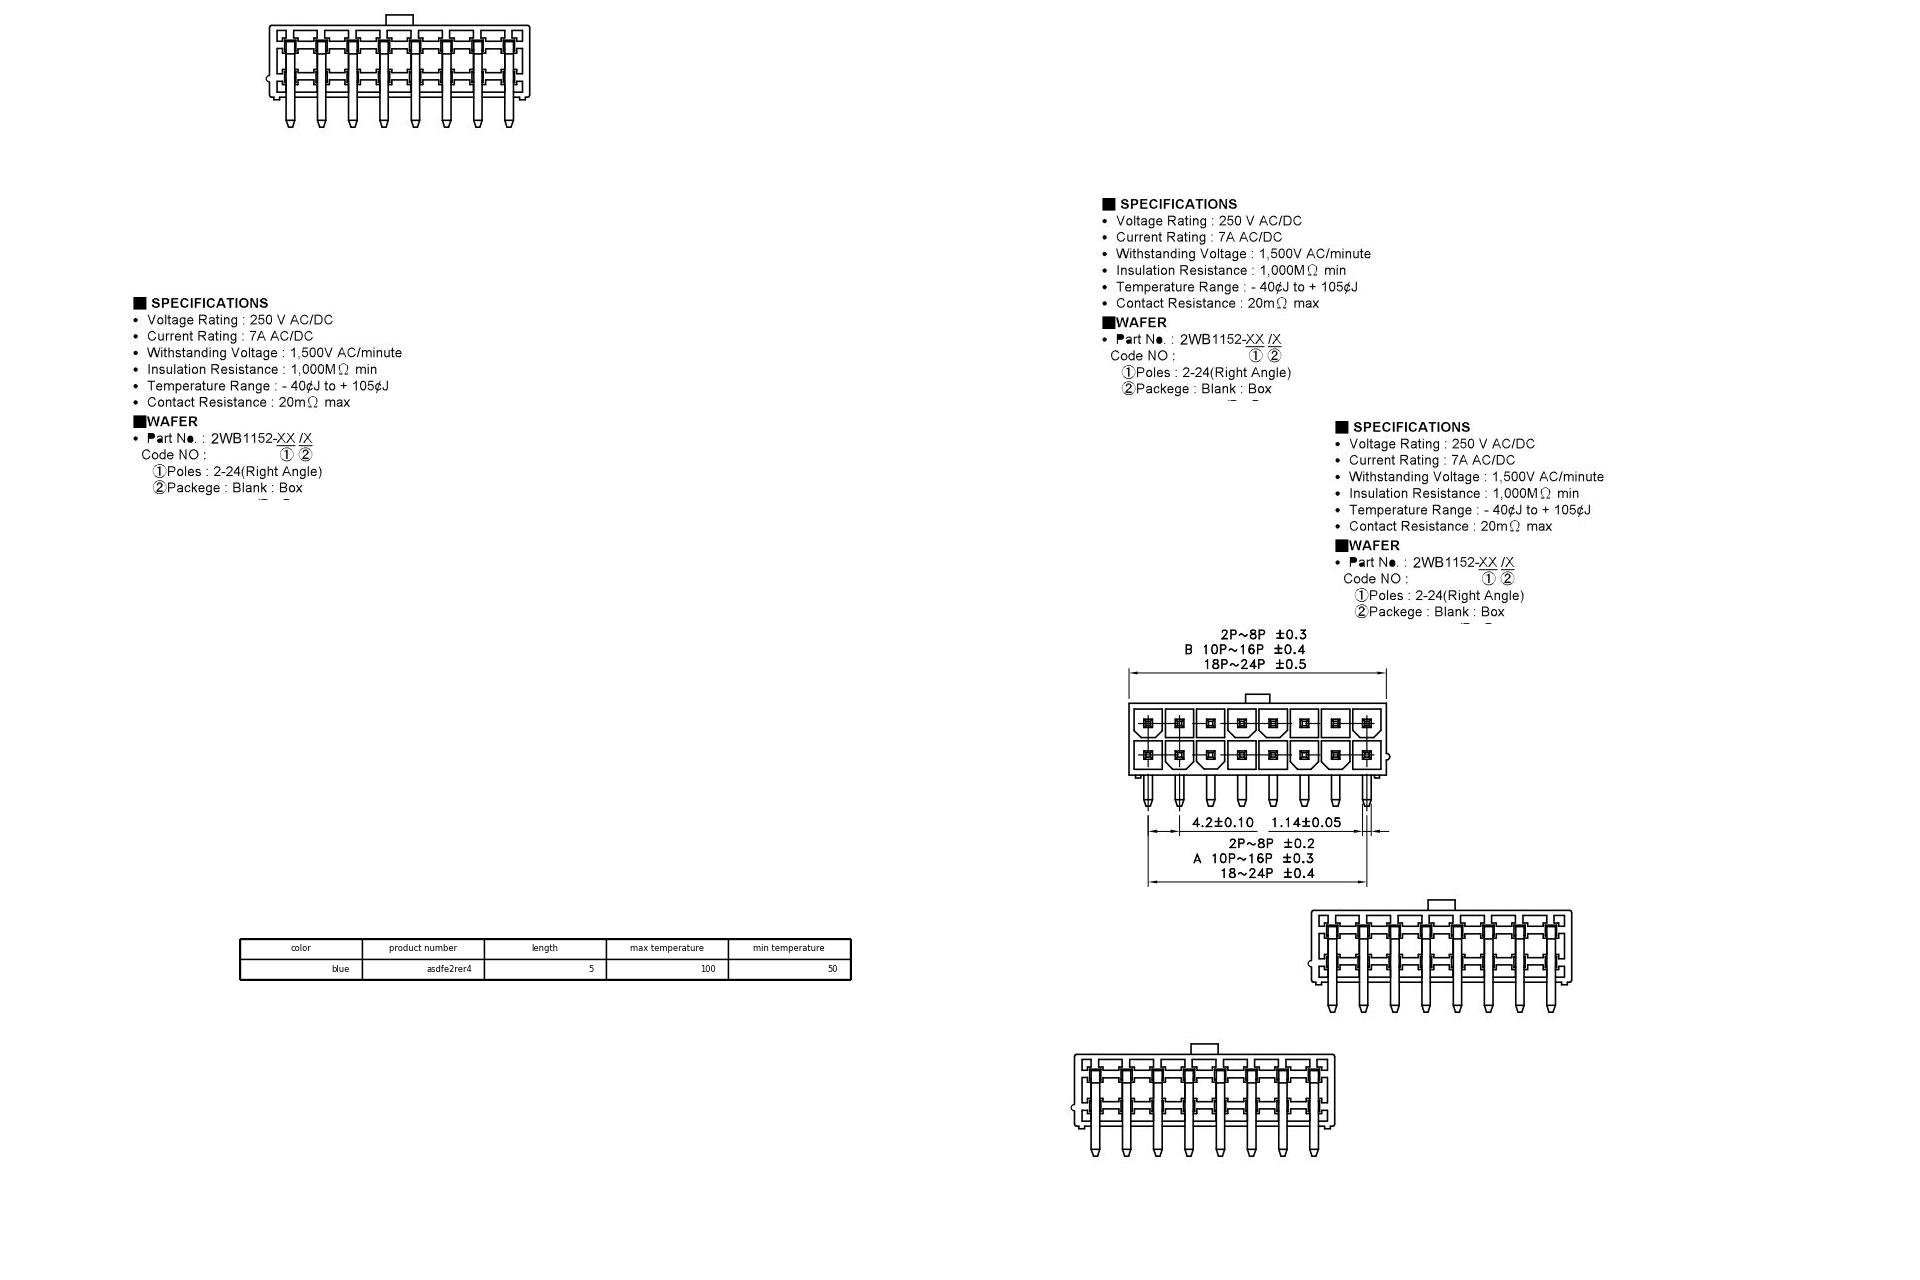 ■ SPECIFICATIONS
• Voltage Rating : 250 V AC/DC
• Current Rating : 7A AC/DC
• Withstanding Voltage : 1,500V AC/minute
• Insulation Resistance : 1,000MΩ min
• Temperature Range : - 40¢J to + 105¢J
• Contact Resistance : 20mΩ max
■WAFER
• Part No. : 2WB1152-XX /X
Code NO : ① ②
①Poles : 2-24(Right Angle)
②Packege : Blank : Box
■ SPECIFICATIONS
• Voltage Rating : 250 V AC/DC
• Current Rating : 7A AC/DC
• Withstanding Voltage : 1,500V AC/minute
• Insulation Resistance : 1,000MΩ min
• Temperature Range : - 40¢J to + 105¢J
• Contact Resistance : 20mΩ max
■WAFER
• Part No. : 2WB1152-XX /X
Code NO : ① ②
①Poles : 2-24(Right Angle)
②Packege : Blank : Box
■ SPECIFICATIONS
• Voltage Rating : 250 V AC/DC
• Current Rating : 7A AC/DC
• Withstanding Voltage : 1,500V AC/minute
• Insulation Resistance : 1,000MΩ min
• Temperature Range : - 40¢J to + 105¢J
• Contact Resistance : 20mΩ max
■WAFER
• Part No. : 2WB1152-XX /X
Code NO : ① ②
①Poles : 2-24(Right Angle)
②Packege : Blank : Box
2P~8P ±0.3
B 10P~16P ±0.4
18P~24P ±0.5
4.2±0.10 1.14±0.05
2P~8P ±0.2
A 10P~16P ±0.3
18~24P ±0.4
color product number length max temperature min temperature
blue asdfe2rer4 5 100 50